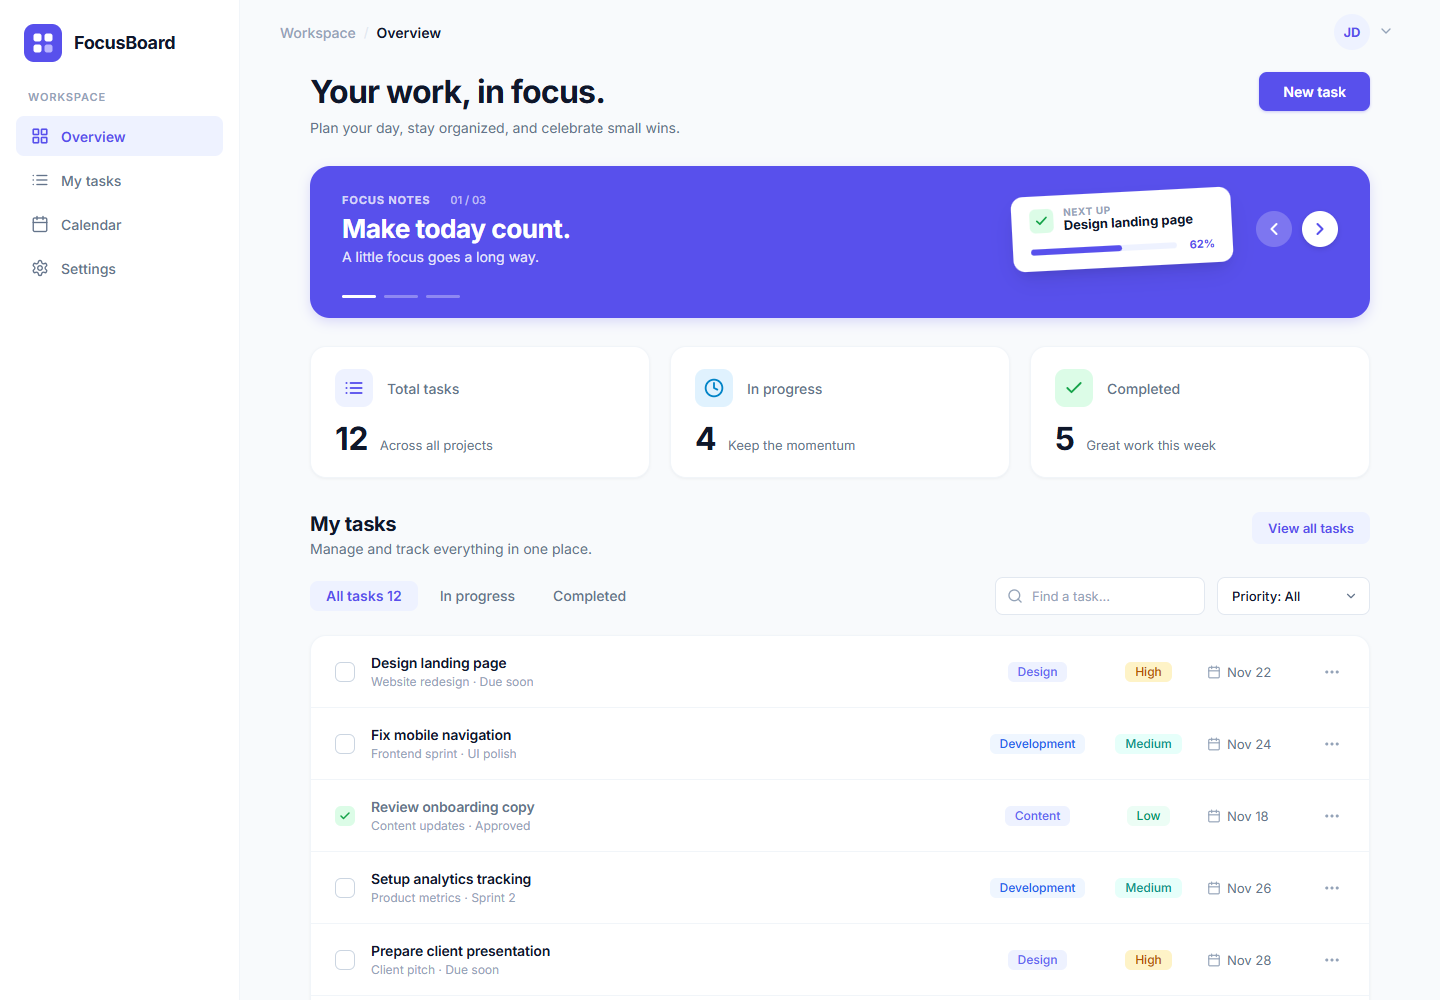 FocusBoard
WORKSPACE
Overview
My tasks
Calendar
Settings
Workspace / Overview
JD
Your work, in focus.
Plan your day, stay organized, and celebrate small wins.
New task
FOCUS NOTES 01 / 03
Make today count.
A little focus goes a long way.
NEXT UP
Design landing page
62%
Total tasks
12 Across all projects
In progress
4 Keep the momentum
Completed
5 Great work this week
My tasks
Manage and track everything in one place.
View all tasks
All tasks 12 In progress Completed
Find a task...
Priority: All
Design landing page
Website redesign · Due soon
Design High Nov 22
Fix mobile navigation
Frontend sprint · UI polish
Development Medium Nov 24
Review onboarding copy
Content updates · Approved
Content Low Nov 18
Setup analytics tracking
Product metrics · Sprint 2
Development Medium Nov 26
Prepare client presentation
Client pitch · Due soon
Design High Nov 28